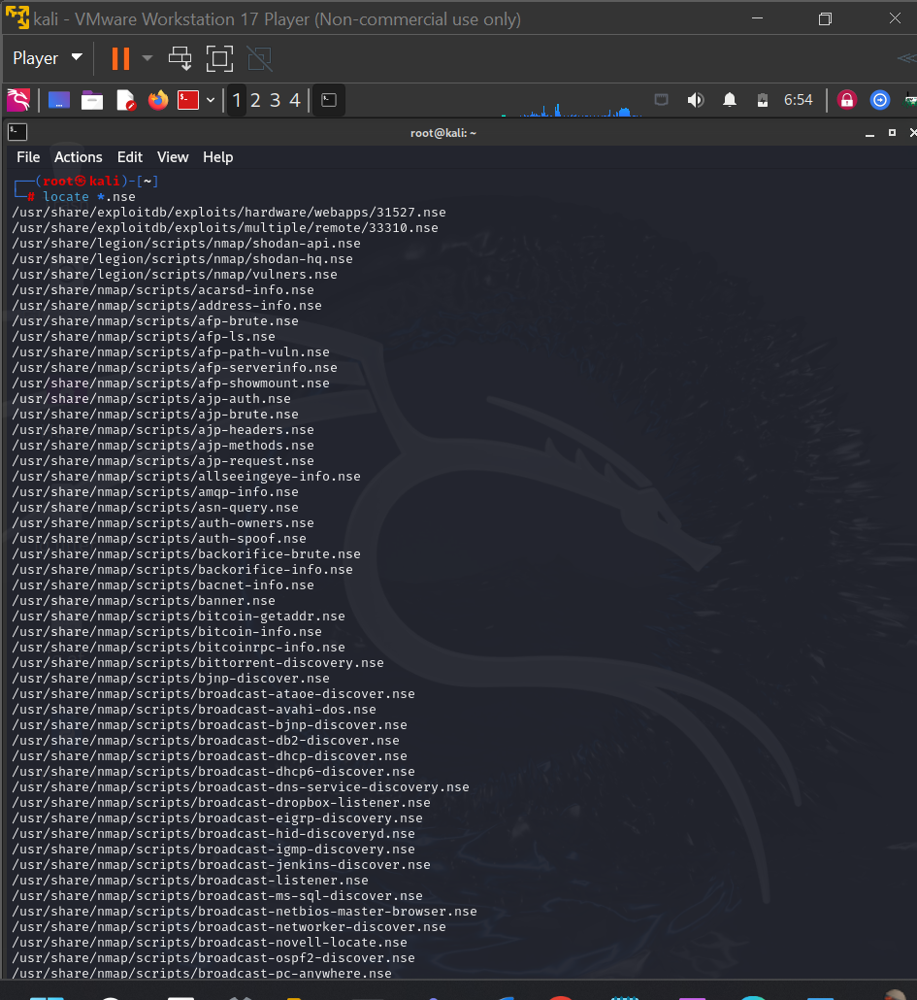 kali - VMware Workstation 17 Player (Non-commercial use only)
Player
1 2 3 4
6:54
root@kali: ~
File Actions Edit View Help
┌──(root㉿kali)-[~]
└─# locate *.nse
/usr/share/exploitdb/exploits/hardware/webapps/31527.nse
/usr/share/exploitdb/exploits/multiple/remote/33310.nse
/usr/share/legion/scripts/nmap/shodan-api.nse
/usr/share/legion/scripts/nmap/shodan-hq.nse
/usr/share/legion/scripts/nmap/vulners.nse
/usr/share/nmap/scripts/acarsd-info.nse
/usr/share/nmap/scripts/address-info.nse
/usr/share/nmap/scripts/afp-brute.nse
/usr/share/nmap/scripts/afp-ls.nse
/usr/share/nmap/scripts/afp-path-vuln.nse
/usr/share/nmap/scripts/afp-serverinfo.nse
/usr/share/nmap/scripts/afp-showmount.nse
/usr/share/nmap/scripts/ajp-auth.nse
/usr/share/nmap/scripts/ajp-brute.nse
/usr/share/nmap/scripts/ajp-headers.nse
/usr/share/nmap/scripts/ajp-methods.nse
/usr/share/nmap/scripts/ajp-request.nse
/usr/share/nmap/scripts/allseeingeye-info.nse
/usr/share/nmap/scripts/amqp-info.nse
/usr/share/nmap/scripts/asn-query.nse
/usr/share/nmap/scripts/auth-owners.nse
/usr/share/nmap/scripts/auth-spoof.nse
/usr/share/nmap/scripts/backorifice-brute.nse
/usr/share/nmap/scripts/backorifice-info.nse
/usr/share/nmap/scripts/bacnet-info.nse
/usr/share/nmap/scripts/banner.nse
/usr/share/nmap/scripts/bitcoin-getaddr.nse
/usr/share/nmap/scripts/bitcoin-info.nse
/usr/share/nmap/scripts/bitcoinrpc-info.nse
/usr/share/nmap/scripts/bittorrent-discovery.nse
/usr/share/nmap/scripts/bjnp-discover.nse
/usr/share/nmap/scripts/broadcast-ataoe-discover.nse
/usr/share/nmap/scripts/broadcast-avahi-dos.nse
/usr/share/nmap/scripts/broadcast-bjnp-discover.nse
/usr/share/nmap/scripts/broadcast-db2-discover.nse
/usr/share/nmap/scripts/broadcast-dhcp-discover.nse
/usr/share/nmap/scripts/broadcast-dhcp6-discover.nse
/usr/share/nmap/scripts/broadcast-dns-service-discovery.nse
/usr/share/nmap/scripts/broadcast-dropbox-listener.nse
/usr/share/nmap/scripts/broadcast-eigrp-discovery.nse
/usr/share/nmap/scripts/broadcast-hid-discoveryd.nse
/usr/share/nmap/scripts/broadcast-igmp-discovery.nse
/usr/share/nmap/scripts/broadcast-jenkins-discover.nse
/usr/share/nmap/scripts/broadcast-listener.nse
/usr/share/nmap/scripts/broadcast-ms-sql-discover.nse
/usr/share/nmap/scripts/broadcast-netbios-master-browser.nse
/usr/share/nmap/scripts/broadcast-networker-discover.nse
/usr/share/nmap/scripts/broadcast-novell-locate.nse
/usr/share/nmap/scripts/broadcast-ospf2-discover.nse
/usr/share/nmap/scripts/broadcast-pc-anywhere.nse